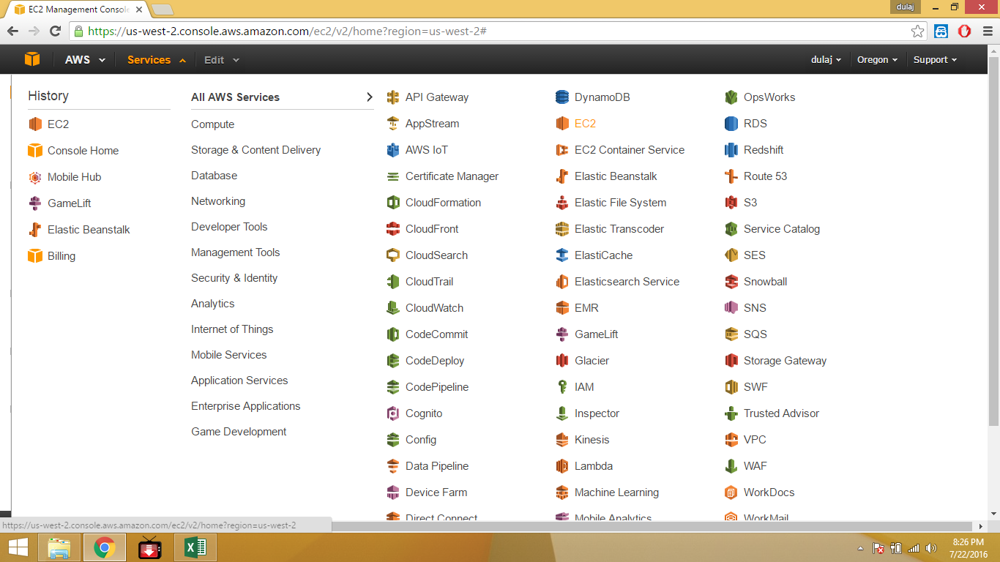 EC2 Management Console
dulaj
https://us-west-2.console.aws.amazon.com/ec2/v2/home?region=us-west-2#
AWS Services Edit dulaj Oregon Support
History
EC2
Console Home
Mobile Hub
GameLift
Elastic Beanstalk
Billing
All AWS Services
Compute
Storage & Content Delivery
Database
Networking
Developer Tools
Management Tools
Security & Identity
Analytics
Internet of Things
Mobile Services
Application Services
Enterprise Applications
Game Development
API Gateway
AppStream
AWS IoT
Certificate Manager
CloudFormation
CloudFront
CloudSearch
CloudTrail
CloudWatch
CodeCommit
CodeDeploy
CodePipeline
Cognito
Config
Data Pipeline
Device Farm
Direct Connect
DynamoDB
EC2
EC2 Container Service
Elastic Beanstalk
Elastic File System
Elastic Transcoder
ElastiCache
Elasticsearch Service
EMR
GameLift
Glacier
IAM
Inspector
Kinesis
Lambda
Machine Learning
Mobile Analytics
OpsWorks
RDS
Redshift
Route 53
S3
Service Catalog
SES
Snowball
SNS
SQS
Storage Gateway
SWF
Trusted Advisor
VPC
WAF
WorkDocs
WorkMail
https://us-west-2.console.aws.amazon.com/ec2/v2/home?region=us-west-2
8:26 PM
7/22/2016